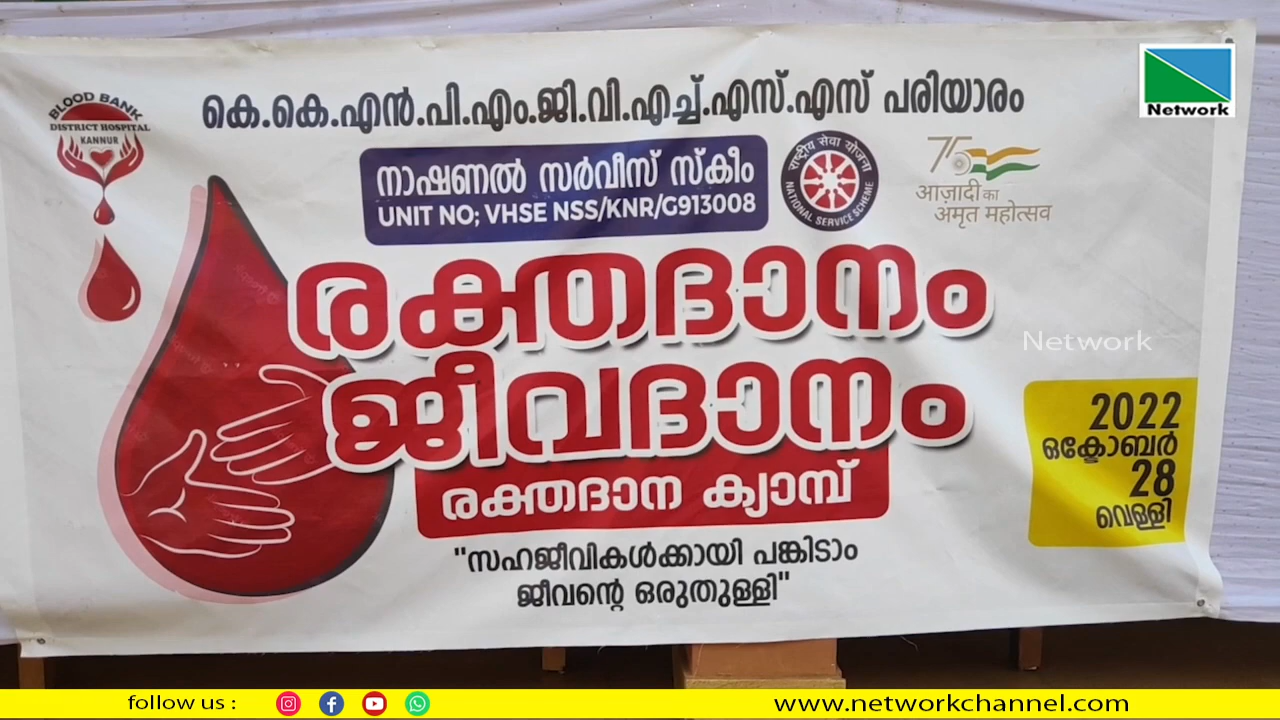 കെ.കെ.എൻ.പി.എം.ജി.വി.എച്ച്.എസ്.എസ് പരിയാരം
Network
BLOOD BANK
DISTRICT HOSPITAL
KANNUR
നാഷണൽ സർവീസ് സ്കീം
UNIT NO; VHSE NSS/KNR/G913008
राष्ट्रीय सेवा योजना
NATIONAL SERVICE SCHEME
75
आज़ादी का
अमृत महोत्सव
രക്തദാനം
ജീവദാനം
Network
രക്തദാന ക്യാമ്പ്
2022
ഒക്ടോബർ
28
വെള്ളി
"സഹജീവികൾക്കായി പങ്കിടാം
ജീവന്റെ ഒരുതുള്ളി"
follow us :
www.networkchannel.com